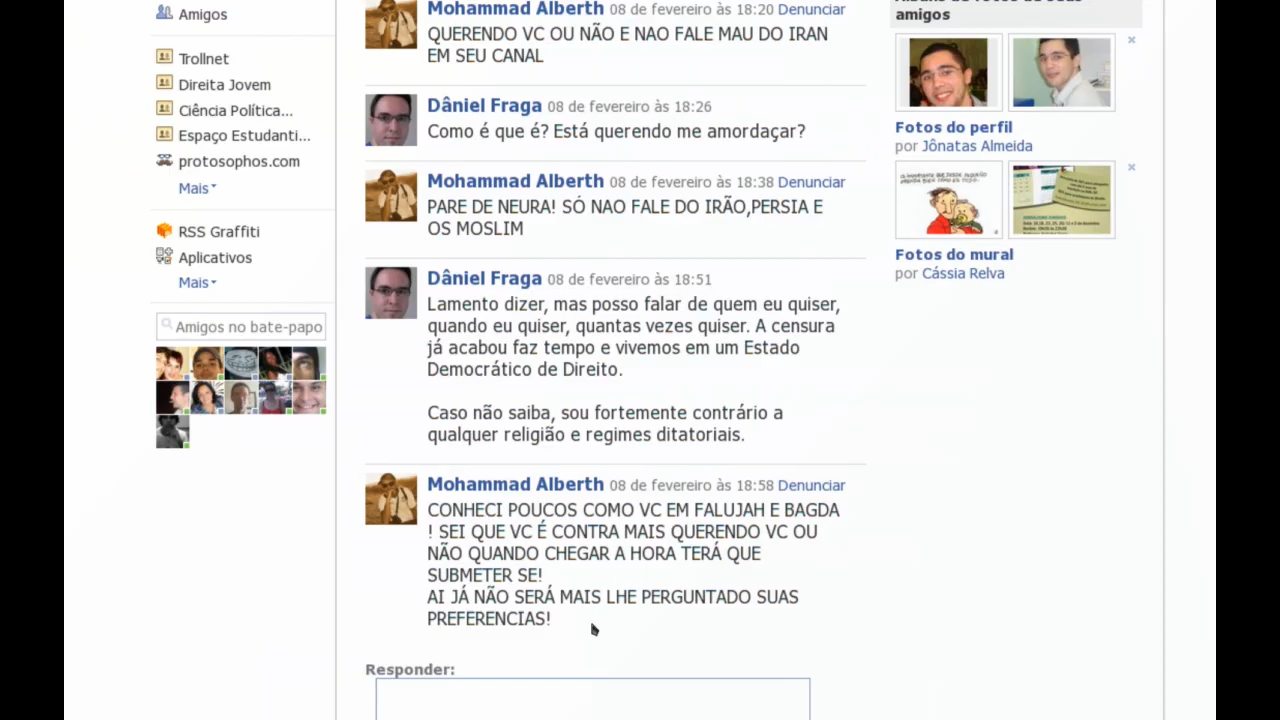 Amigos
Trollnet
Direita Jovem
Ciência Política...
Espaço Estudanti...
protosophos.com
Mais
RSS Graffiti
Aplicativos
Mais
Amigos no bate-papo
Mohammad Alberth 08 de fevereiro às 18:20 Denunciar
QUERENDO VC OU NÃO E NAO FALE MAU DO IRAN
EM SEU CANAL
Dâniel Fraga 08 de fevereiro às 18:26
Como é que é? Está querendo me amordaçar?
Mohammad Alberth 08 de fevereiro às 18:38 Denunciar
PARE DE NEURA! SÓ NAO FALE DO IRÃO,PERSIA E
OS MOSLIM
Dâniel Fraga 08 de fevereiro às 18:51
Lamento dizer, mas posso falar de quem eu quiser,
quando eu quiser, quantas vezes quiser. A censura
já acabou faz tempo e vivemos em um Estado
Democrático de Direito.
Caso não saiba, sou fortemente contrário a
qualquer religião e regimes ditatoriais.
Mohammad Alberth 08 de fevereiro às 18:58 Denunciar
CONHECI POUCOS COMO VC EM FALUJAH E BAGDA
! SEI QUE VC É CONTRA MAIS QUERENDO VC OU
NÃO QUANDO CHEGAR A HORA TERÁ QUE
SUBMETER SE!
AI JÁ NÃO SERÁ MAIS LHE PERGUNTADO SUAS
PREFERENCIAS!
Responder:
amigos
Fotos do perfil
por Jônatas Almeida
Fotos do mural
por Cássia Relva